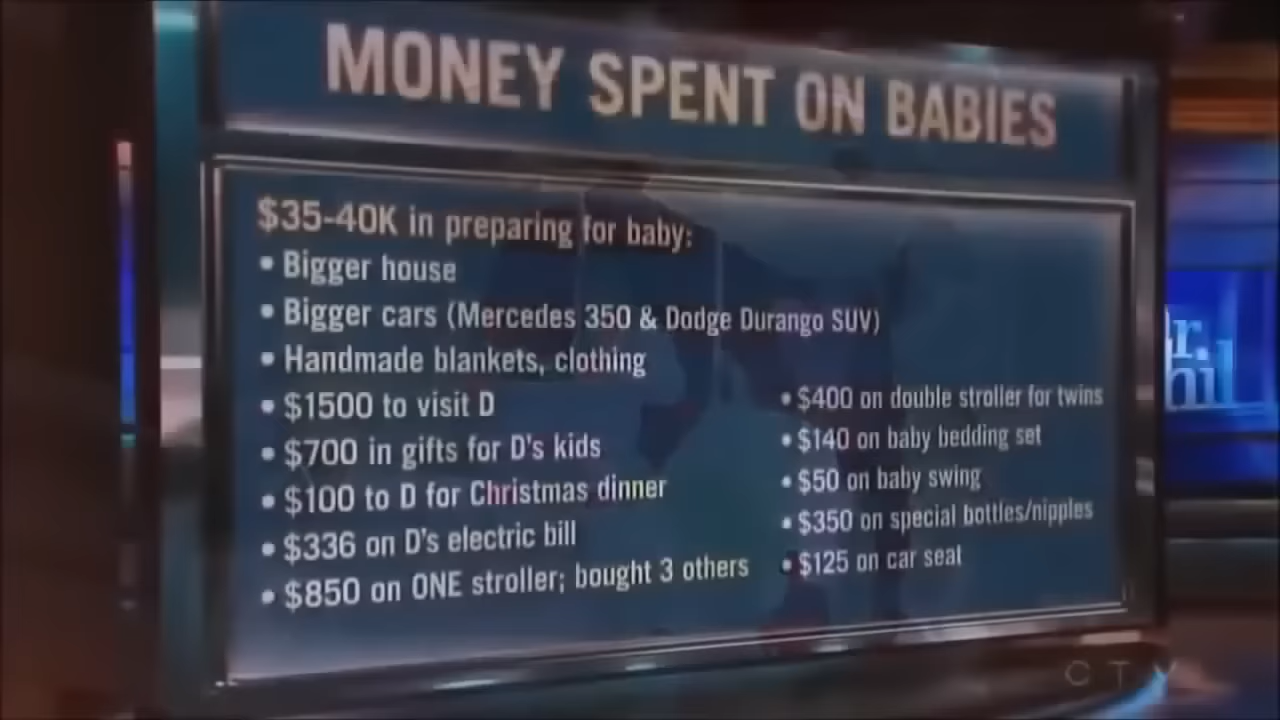 MONEY SPENT ON BABIES
$35-40K in preparing for baby:
• Bigger house
• Bigger cars (Mercedes 350 & Dodge Durango SUV)
• Handmade blankets, clothing
• $1500 to visit D
• $700 in gifts for D's kids
• $100 to D for Christmas dinner
• $336 on D's electric bill
• $850 on ONE stroller; bought 3 others
• $400 on double stroller for twins
• $140 on baby bedding set
• $50 on baby swing
• $350 on special bottles/nipples
• $125 on car seat
r.
hil
CTV